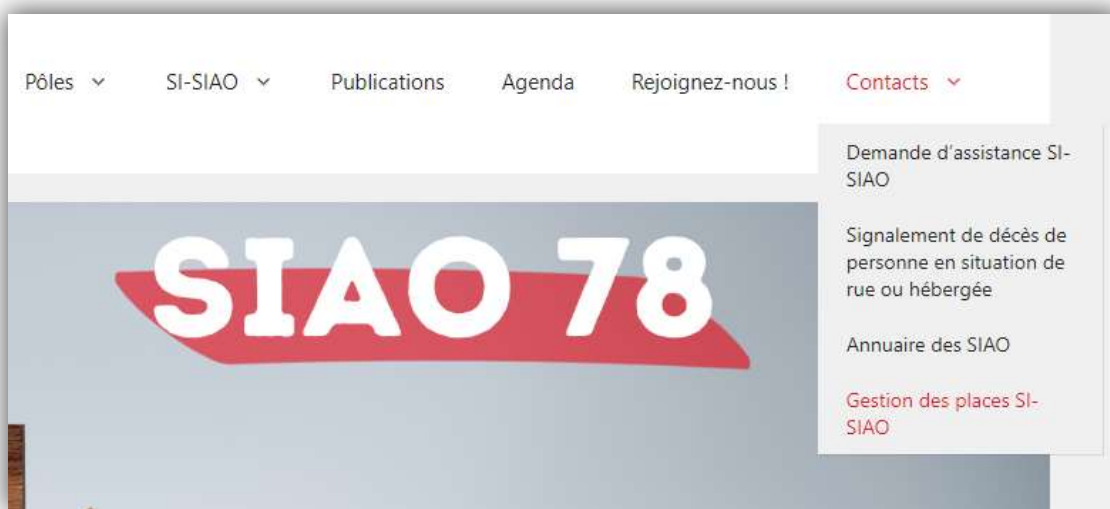 Pôles SI-SIAO Publications Agenda Rejoignez-nous ! Contacts
Demande d'assistance SI-
SIAO
Signalement de décès de
personne en situation de
rue ou hébergée
Annuaire des SIAO
Gestion des places SI-
SIAO
SIAO 78